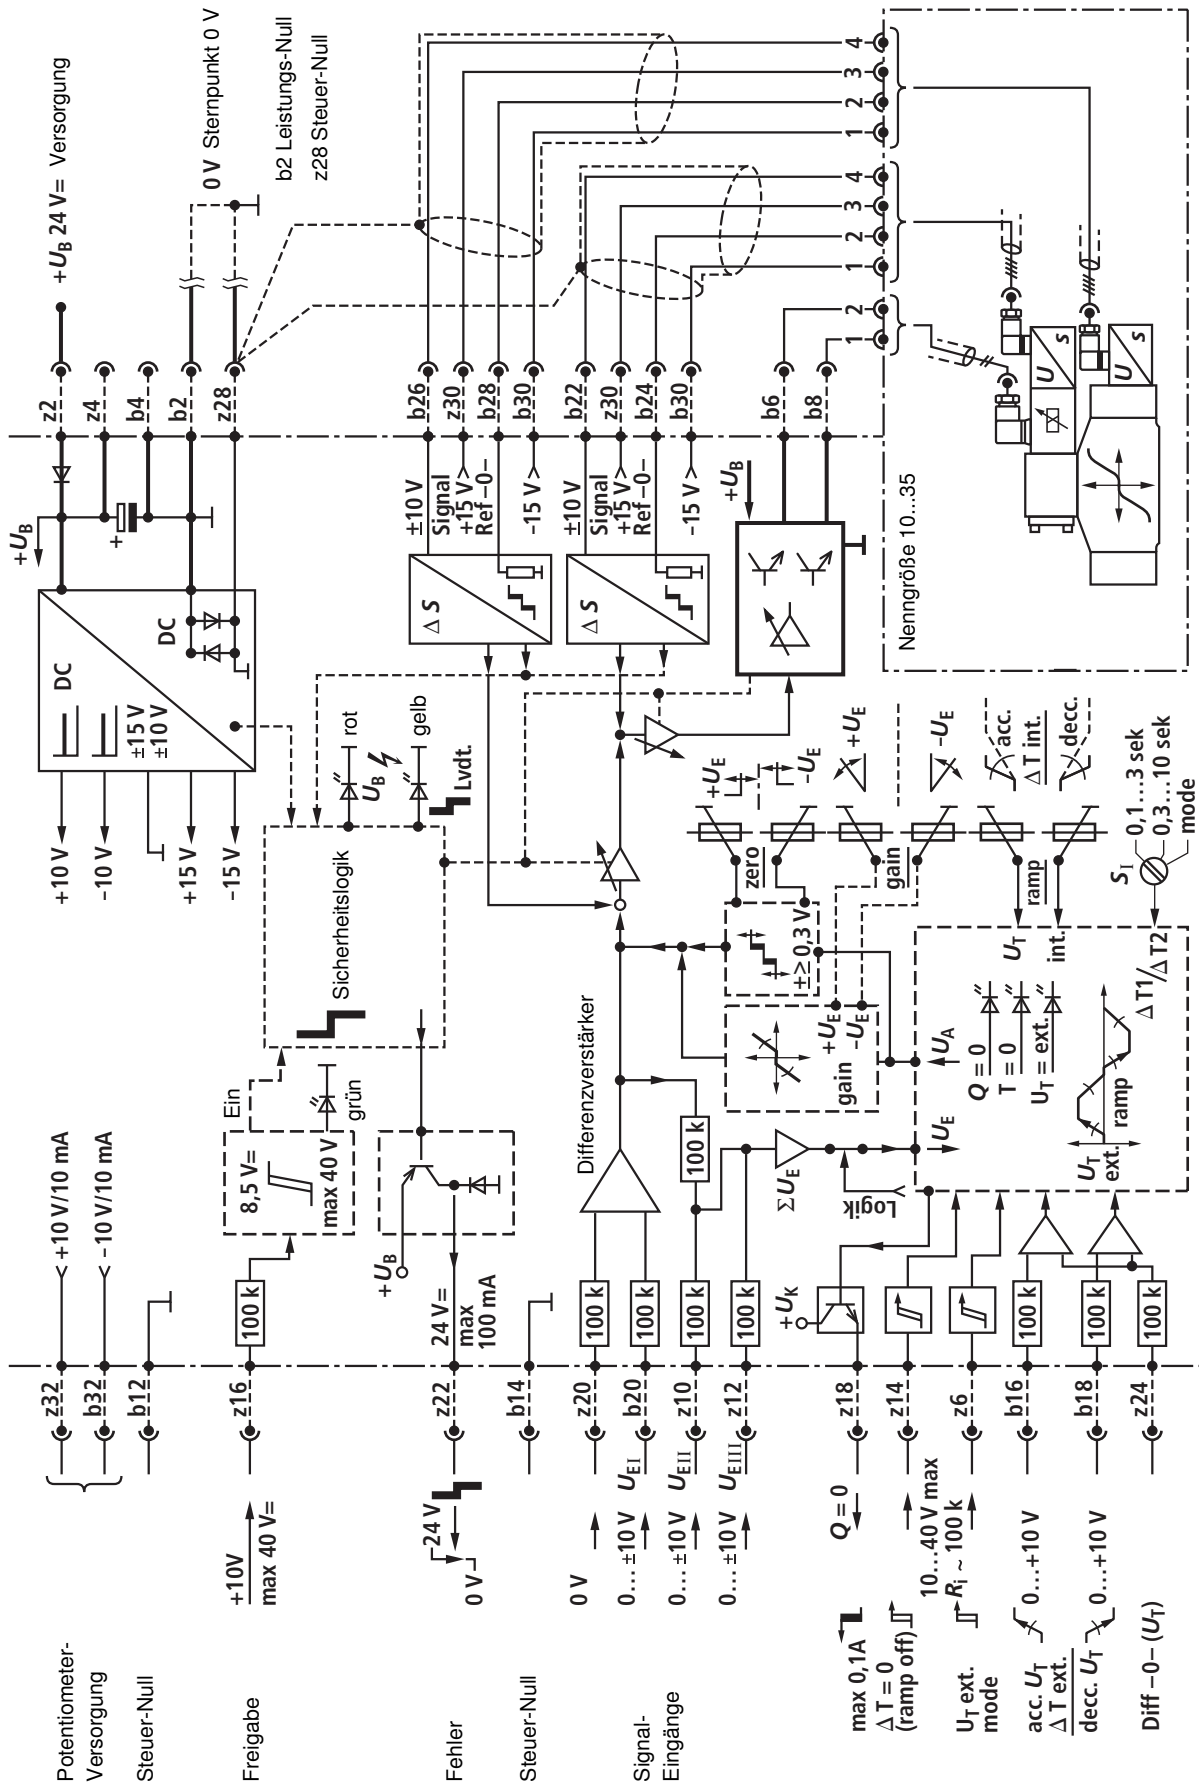 +UB 24 V= Versorgung
0 V Sternpunkt 0 V
b2 Leistungs-Null
z28 Steuer-Null
z2
z4
b4
b2
z28
b26
z30
b28
b30
b22
z30
b24
b30
b6
b8
1
2
1
2
3
4
1
2
3
4
+UB
+
DC
DC
±15 V
±10 V
+10 V
−10 V
+15 V
−15 V
±10 V
Signal
+15 V
Ref −0−
−15 V
±10 V
Signal
+15 V
Ref −0−
−15 V
+UB
Δ S
Δ S
Nenngröße 10...35
U
s
U
s
rot
UB
gelb
Lvdt.
Sicherheitslogik
Ein
grün
8,5 V=
max 40 V
+10 V/10 mA
−10 V/10 mA
100 k
+UB
24 V=
max
100 mA
Differenzverstärker
100 k
100 k
100 k
100 k
100 k
Σ UE
Logik
zero
+UE
−UE
gain
+UE
−UE
±≥ 0,3 V
+UE
−UE
gain
acc.
Δ T int.
decc.
ramp
SI
0,1...3 sek
0,3...10 sek
mode
UT
int.
Δ T1/Δ T2
UA
Q = 0
T = 0
UT = ext.
UE
UT
ext.
ramp
+UK
100 k
100 k
100 k
z32
b32
b12
z16
z22
b14
z20
b20
z10
z12
z18
z14
z6
b16
b18
z24
Potentiometer-
Versorgung
Steuer-Null
Freigabe
+10V
max 40 V=
Fehler
24 V
0 V
Steuer-Null
Signal-
Eingänge
0 V
0... ±10 V UEI
0... ±10 V UEII
0... ±10 V UEIII
Q = 0
max 0,1A
Δ T = 0
(ramp off)
10...40 V max
Ri ~ 100 k
UT ext.
mode
acc. UT
Δ T ext.
decc. UT
0...+10 V
0...+10 V
Diff −0− (UT)